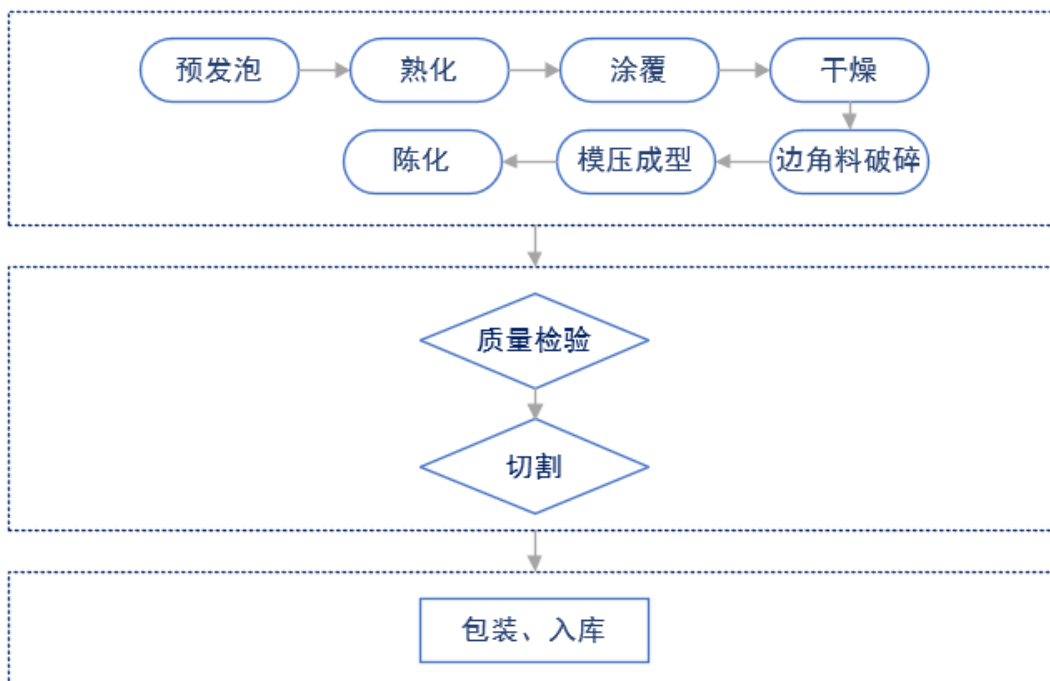 预发泡 熟化 涂覆 干燥
陈化 模压成型 边角料破碎
质量检验
切割
包装、入库